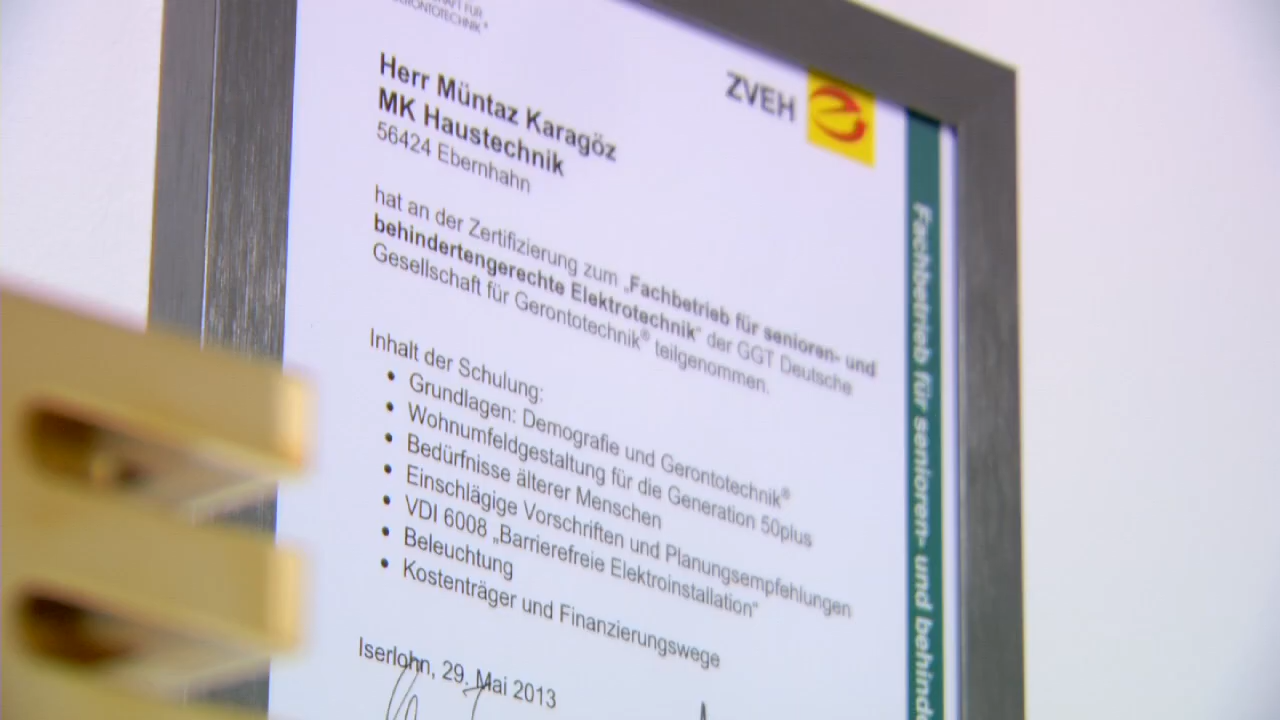 GERONTOTECHNIK®
ZVEH
Herr Müntaz Karagöz
MK Haustechnik
56424 Ebernhahn
hat an der Zertifizierung zum „Fachbetrieb für senioren- und
behindertengerechte Elektrotechnik“ der GGT Deutsche
Gesellschaft für Gerontotechnik® teilgenommen.
Inhalt der Schulung:
• Grundlagen: Demografie und Gerontotechnik®
• Wohnumfeldgestaltung für die Generation 50plus
• Bedürfnisse älterer Menschen
• Einschlägige Vorschriften und Planungsempfehlungen
• VDI 6008 „Barrierefreie Elektroinstallation“
• Beleuchtung
• Kostenträger und Finanzierungswege
Iserlohn, 29. Mai 2013
Fachbetrieb für senioren- und behinde